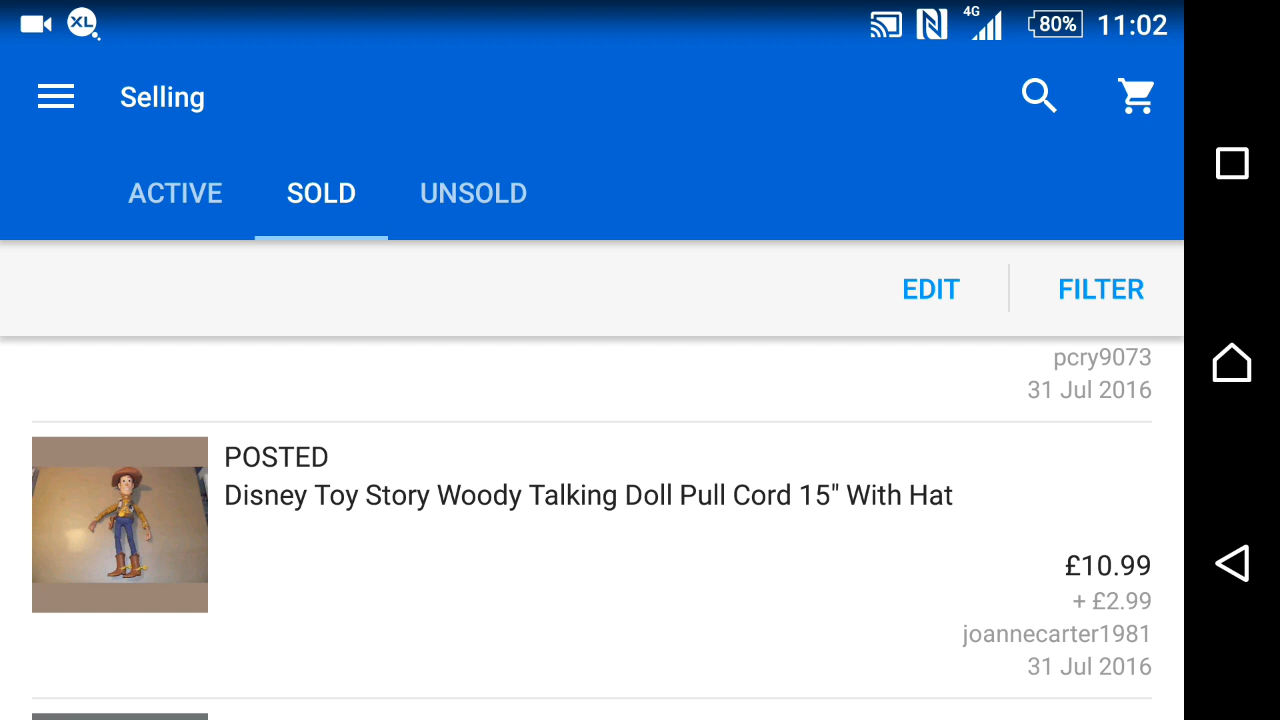 XL
4G
80%
11:02
Selling
ACTIVE
SOLD
UNSOLD
EDIT
FILTER
pcry9073
31 Jul 2016
POSTED
Disney Toy Story Woody Talking Doll Pull Cord 15" With Hat
£10.99
+ £2.99
joannecarter1981
31 Jul 2016